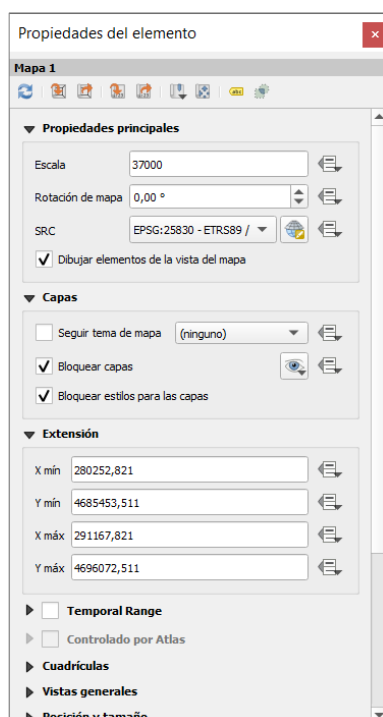 Propiedades del elemento
Mapa 1
abc
Propiedades principales
Escala 37000
Rotación de mapa 0,00 °
SRC EPSG:25830 - ETRS89 /
Dibujar elementos de la vista del mapa
Capas
Seguir tema de mapa (ninguno)
Bloquear capas
Bloquear estilos para las capas
Extensión
X mín 280252,821
Y mín 4685453,511
X máx 291167,821
Y máx 4696072,511
Temporal Range
Controlado por Atlas
Cuadrículas
Vistas generales
Posición y tamaño